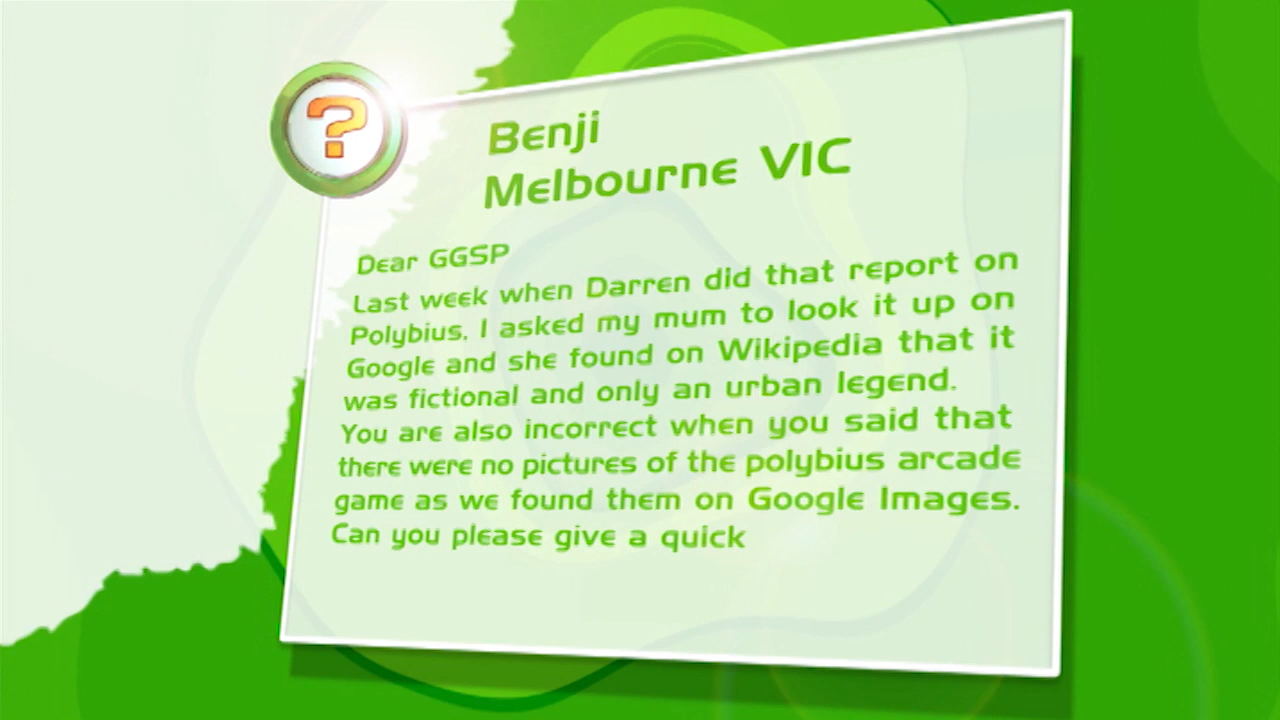 ?
Benji
Melbourne VIC
Dear GGSP
Last week when Darren did that report on
Polybius, I asked my mum to look it up on
Google and she found on Wikipedia that it
was fictional and only an urban legend.
You are also incorrect when you said that
there were no pictures of the polybius arcade
game as we found them on Google Images.
Can you please give a quick